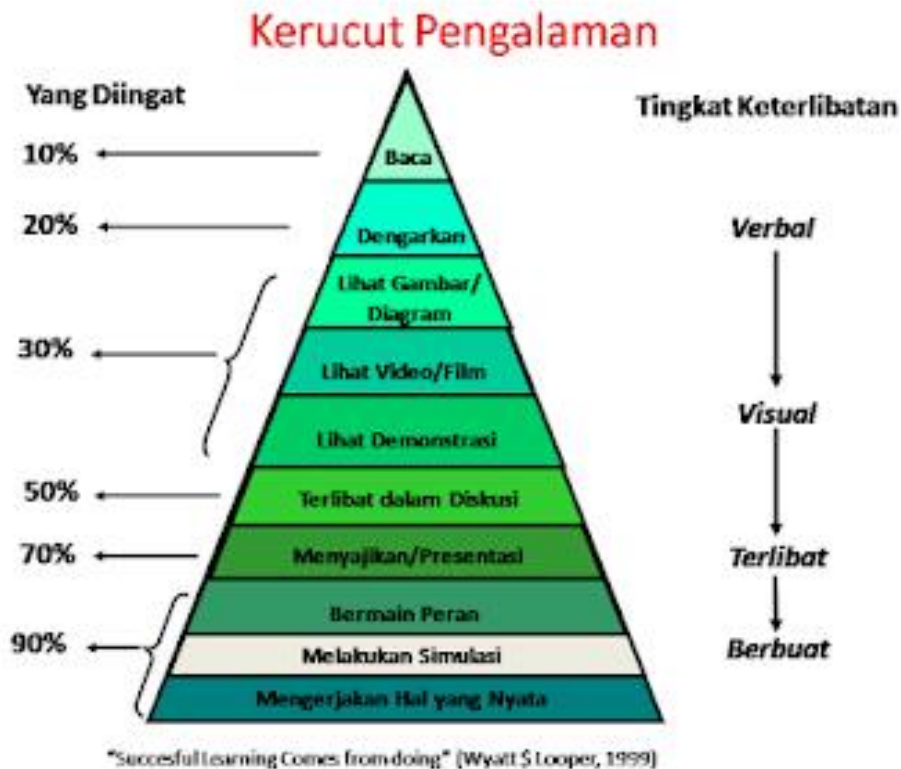 Kerucut Pengalaman
Yang Diingat
Tingkat Keterlibatan
10%
Baca
20%
Dengarkan
Verbal
Lihat Gambar/
Diagram
30%
Lihat Video/Film
Visual
Lihat Demonstrasi
50%
Terlibat dalam Diskusi
70%
Menyajikan/Presentasi
Terlibat
Bermain Peran
90%
Berbuat
Melakukan Simulasi
Mengerjakan Hal yang Nyata
"Succesful Learning Comes from doing" (Wyatt $ Looper, 1999)